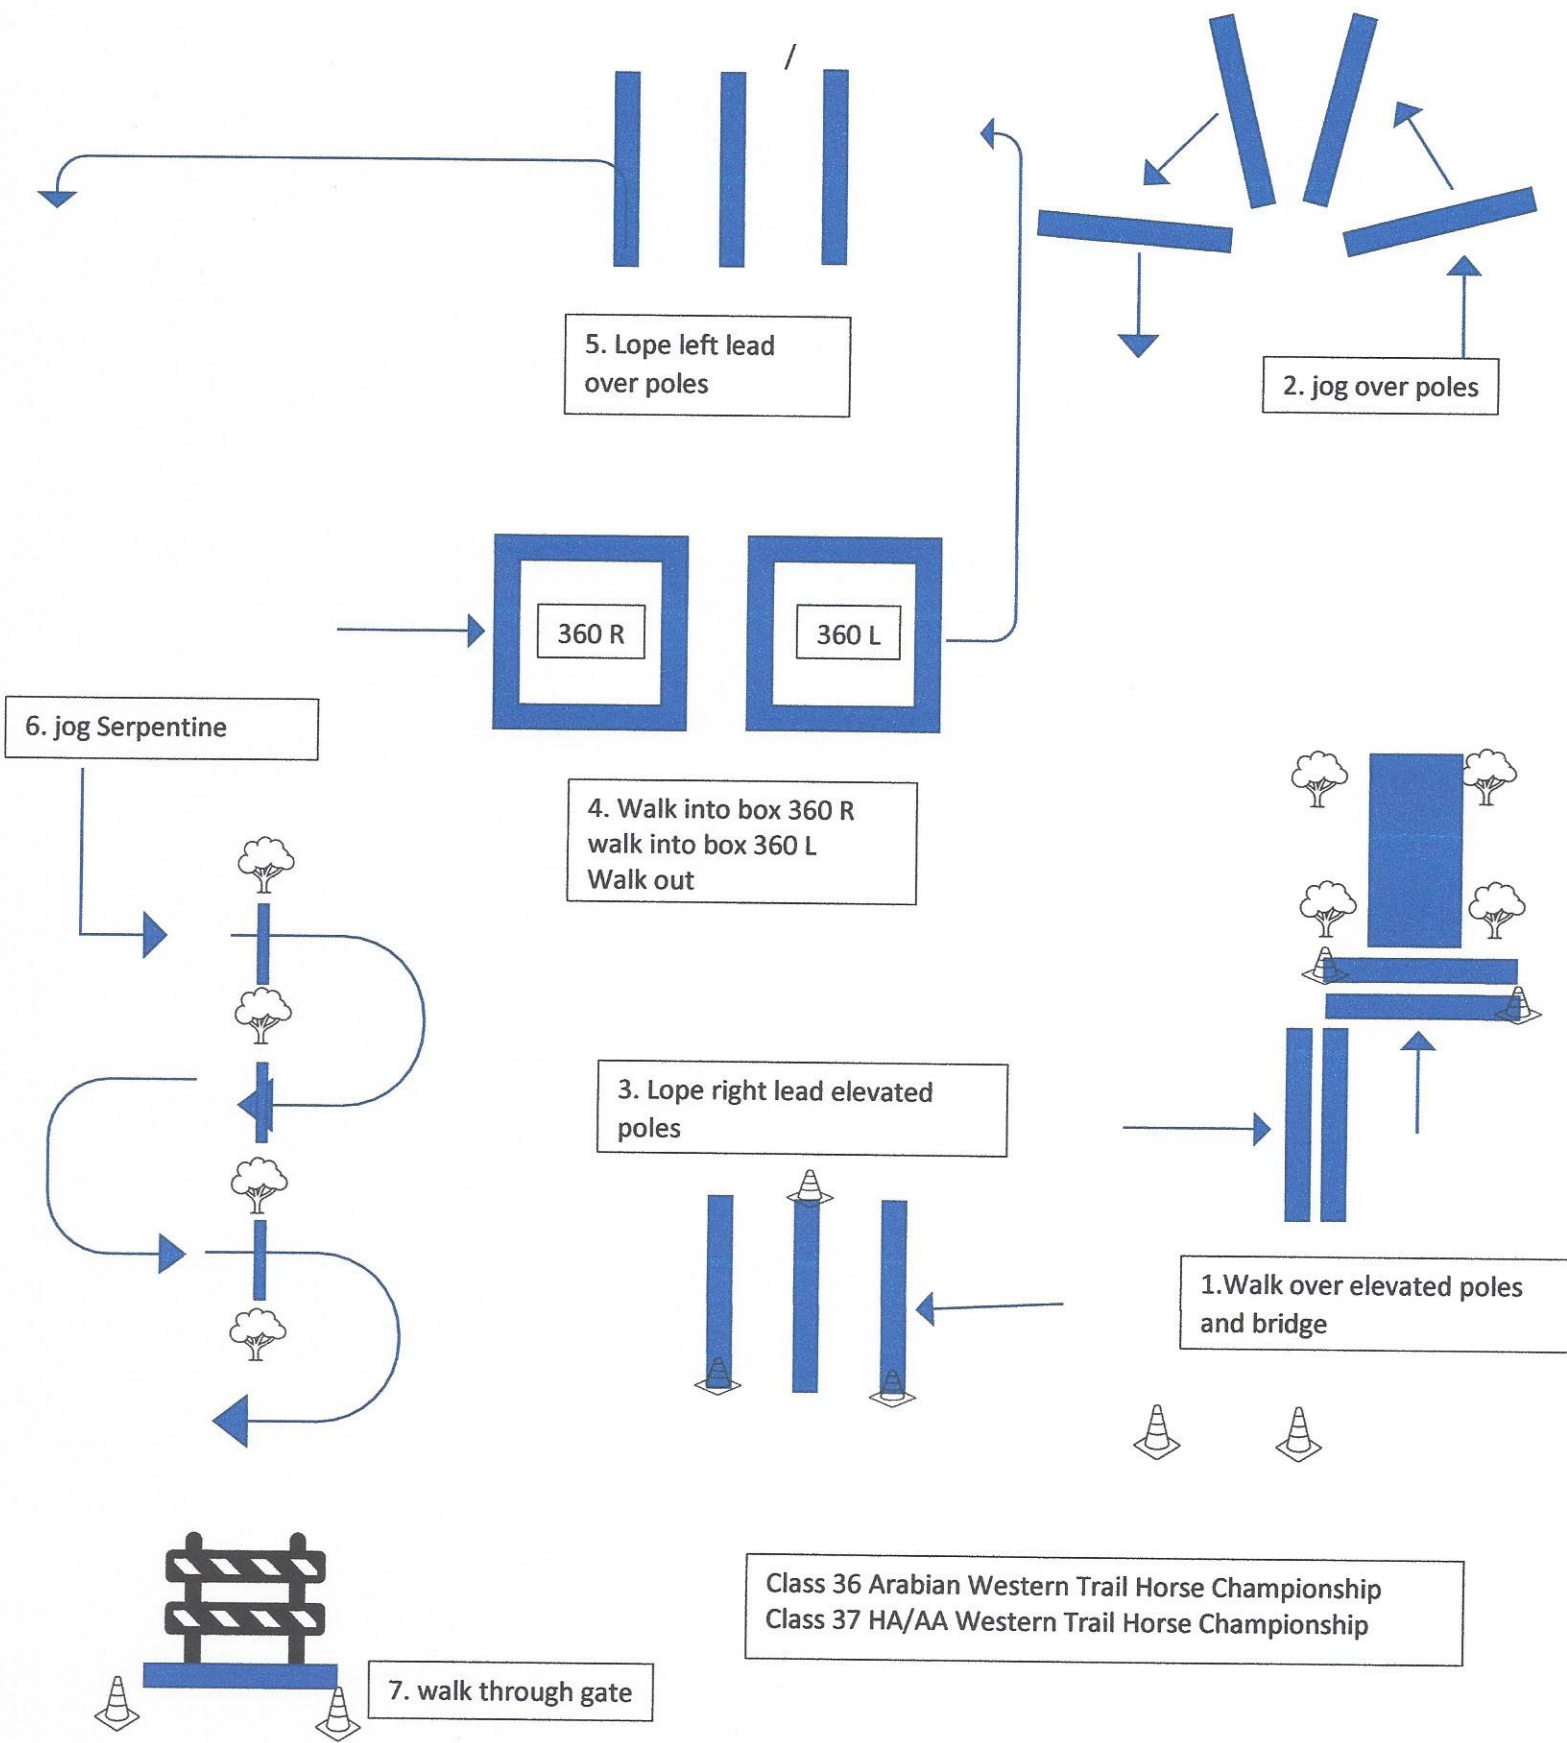 /
5. Lope left lead
over poles
2. jog over poles
360 R
360 L
6. jog Serpentine
4. Walk into box 360 R
walk into box 360 L
Walk out
3. Lope right lead elevated
poles
1.Walk over elevated poles
and bridge
Class 36 Arabian Western Trail Horse Championship
Class 37 HA/AA Western Trail Horse Championship
7. walk through gate